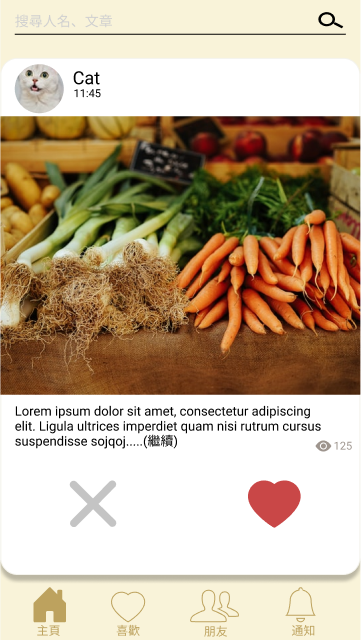 搜尋人名、文章
Cat
11:45
Lorem ipsum dolor sit amet, consectetur adipiscing
elit. Ligula ultrices imperdiet quam nisi rutrum cursus
suspendisse sojqoj.....(繼續)
125
主頁 喜歡 朋友 通知